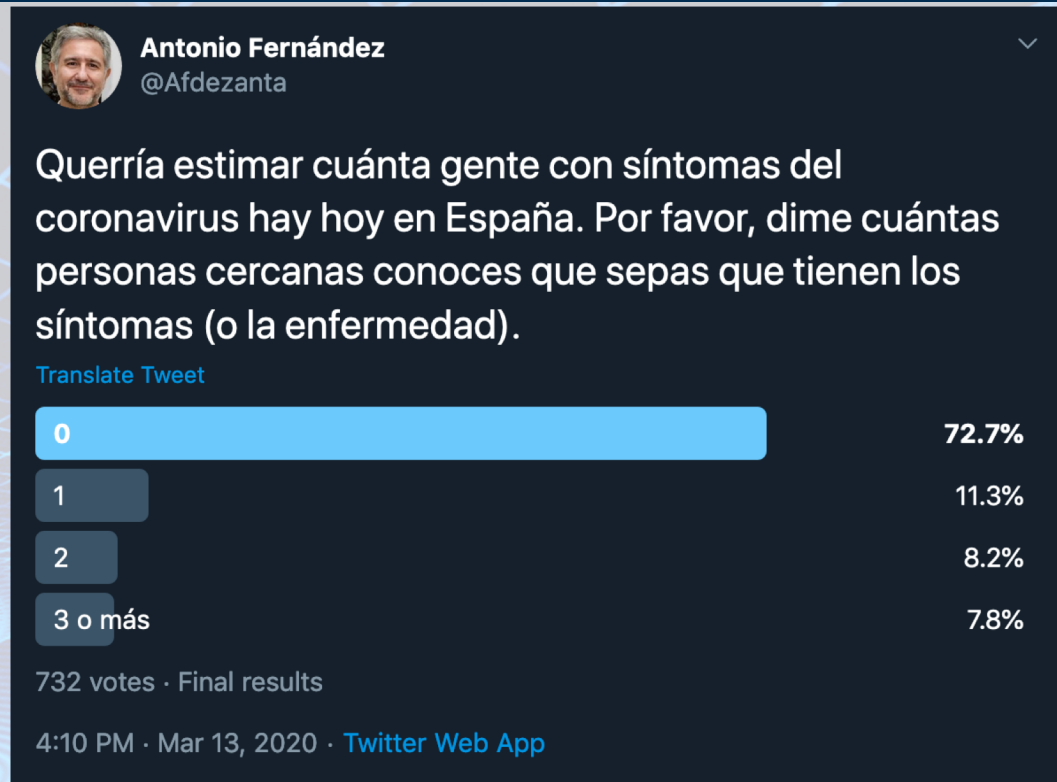 Antonio Fernández
@Afdezanta
Querría estimar cuánta gente con síntomas del
coronavirus hay hoy en España. Por favor, dime cuántas
personas cercanas conoces que sepas que tienen los
síntomas (o la enfermedad).
Translate Tweet
0 72.7%
1 11.3%
2 8.2%
3 o más 7.8%
732 votes · Final results
4:10 PM · Mar 13, 2020 · Twitter Web App